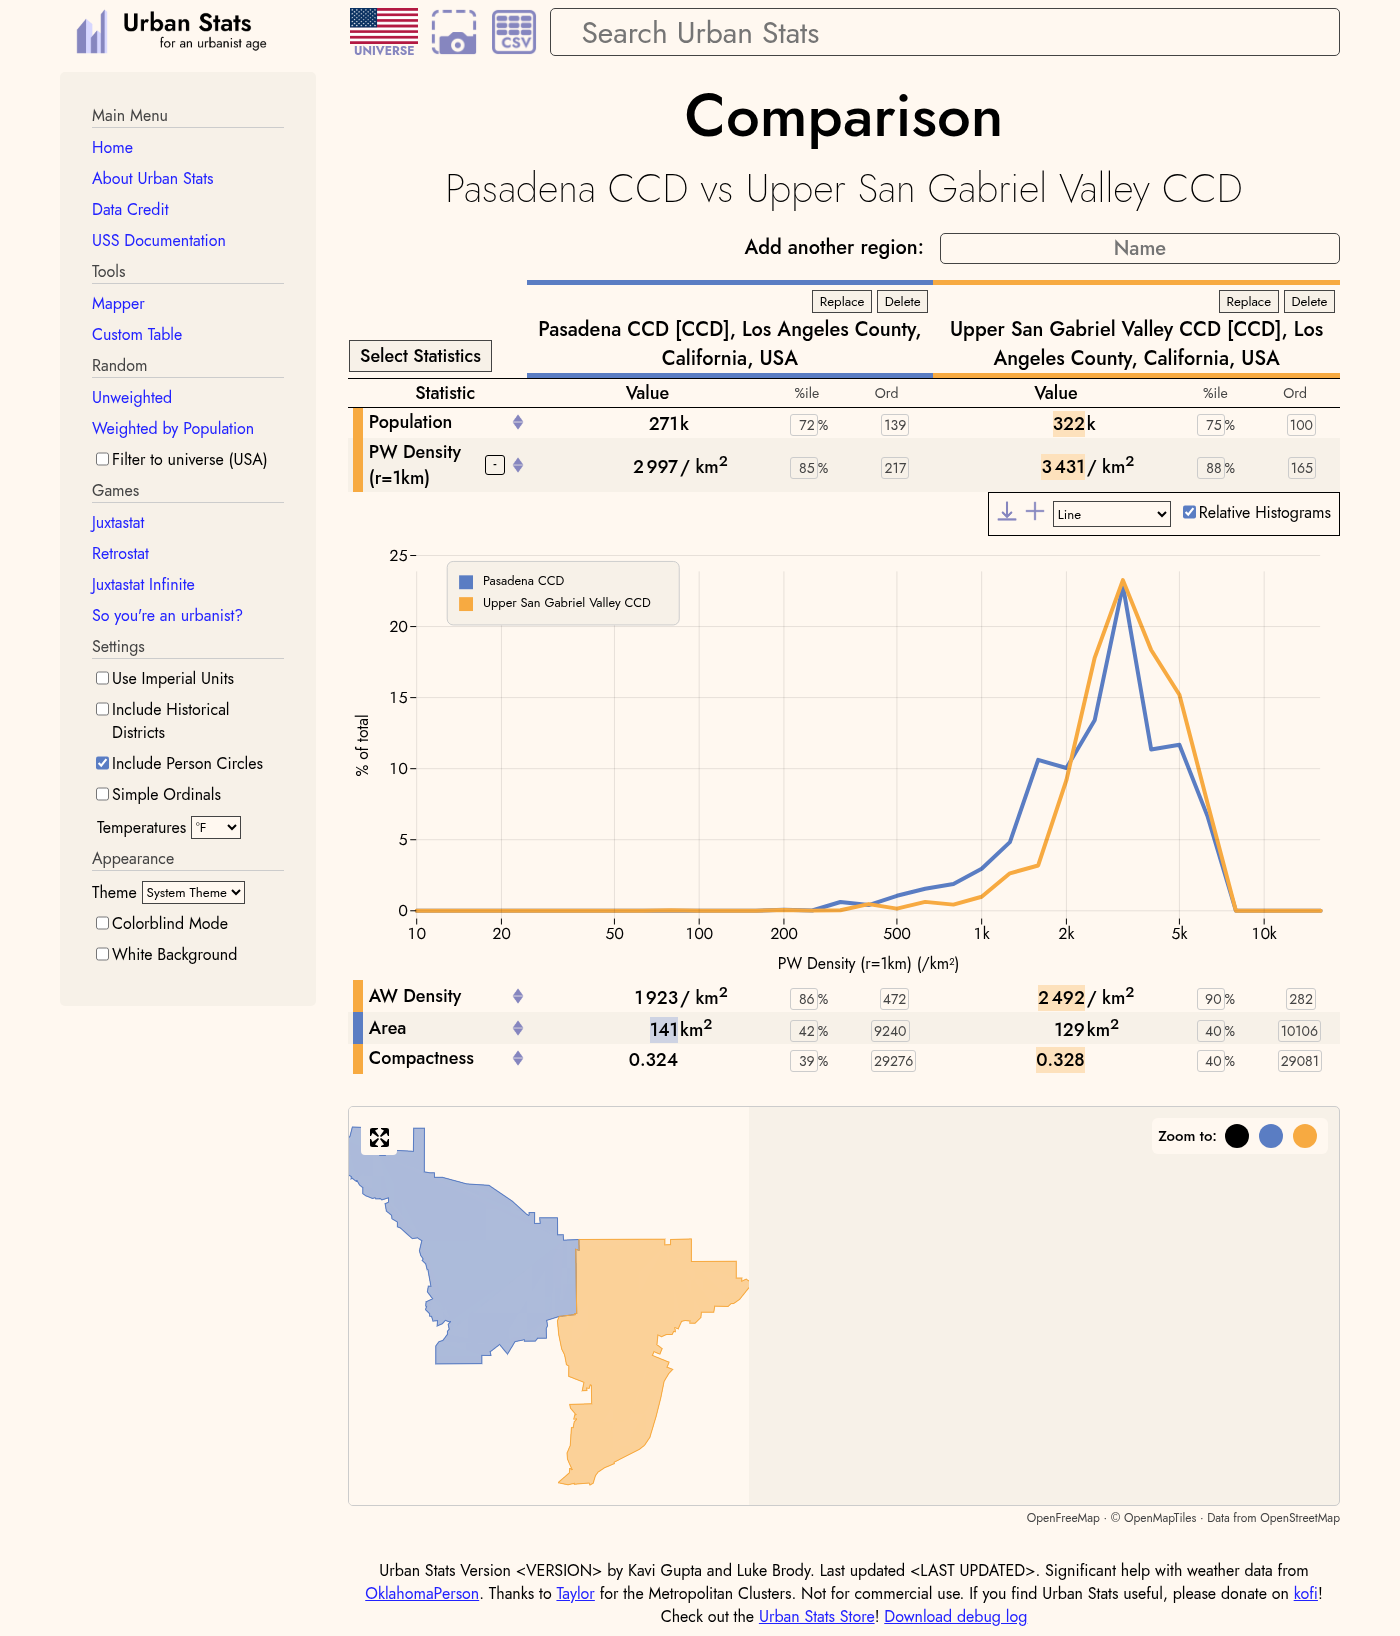 Urban Stats
for an urbanist age
UNIVERSE
CSV
Search Urban Stats
Main Menu
Home
About Urban Stats
Data Credit
USS Documentation
Tools
Mapper
Custom Table
Random
Unweighted
Weighted by Population
Filter to universe (USA)
Games
Juxtastat
Retrostat
Juxtastat Infinite
So you're an urbanist?
Settings
Use Imperial Units
Include Historical
Districts
Include Person Circles
Simple Ordinals
Temperatures °F
Appearance
Theme System Theme
Colorblind Mode
White Background
Comparison
Pasadena CCD vs Upper San Gabriel Valley CCD
Add another region: Name
Replace Delete Replace Delete
Pasadena CCD [CCD], Los Angeles County,
California, USA
Upper San Gabriel Valley CCD [CCD], Los
Angeles County, California, USA
Select Statistics
Statistic Value %ile Ord Value %ile Ord
Population 271k 72% 139 322k 75% 100
PW Density
(r=1km) - 2 997 / km² 85% 217 3 431 / km² 88% 165
Line Relative Histograms
Pasadena CCD
Upper San Gabriel Valley CCD
25
20
15
10
5
0
% of total
10 20 50 100 200 500 1k 2k 5k 10k
PW Density (r=1km) (/km²)
AW Density 1 923 / km² 86% 472 2 492 / km² 90% 282
Area 141 km² 42% 9240 129 km² 40% 10106
Compactness 0.324 39% 29276 0.328 40% 29081
Zoom to:
OpenFreeMap · © OpenMapTiles · Data from OpenStreetMap
Urban Stats Version <VERSION> by Kavi Gupta and Luke Brody. Last updated <LAST UPDATED>. Significant help with weather data from
OklahomaPerson. Thanks to Taylor for the Metropolitan Clusters. Not for commercial use. If you find Urban Stats useful, please donate on kofi!
Check out the Urban Stats Store! Download debug log